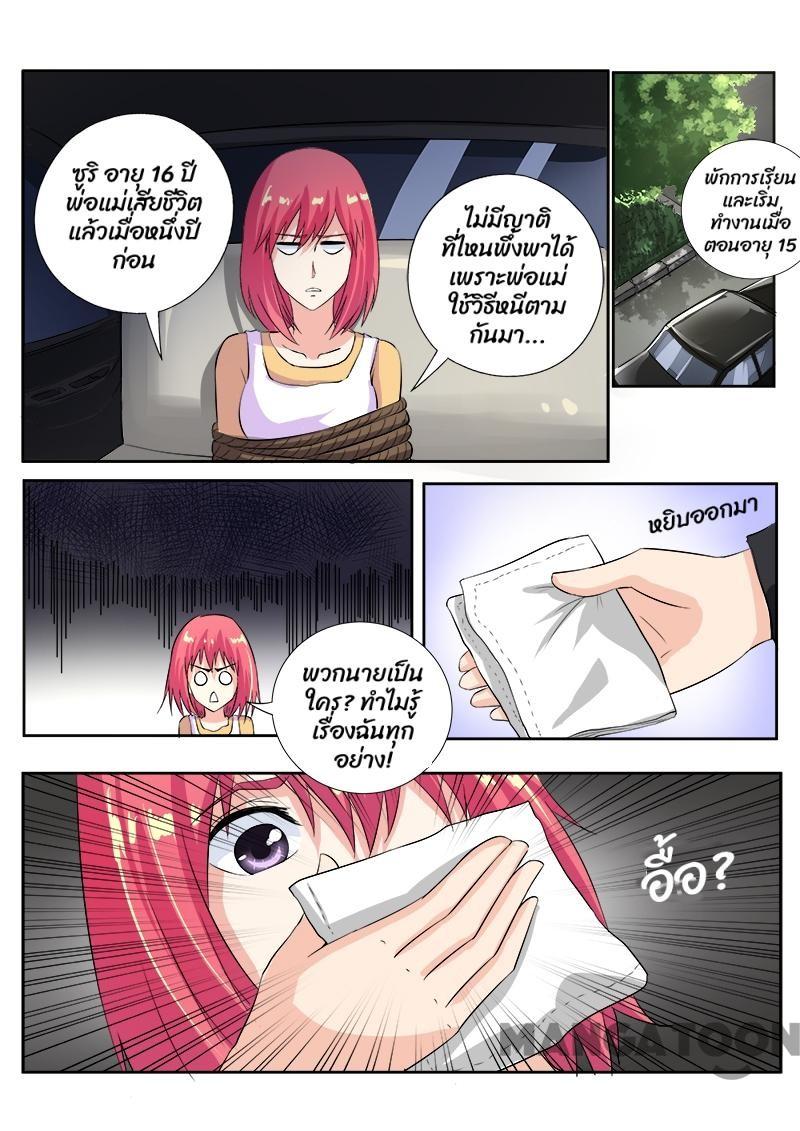 ซูริ อายุ 16 ปี
พ่อแม่เสียชีวิต
แล้วเมื่อหนึ่งปี
ก่อน
ไม่มีญาติ
ที่ไหนพึ่งพาได้
เพราะพ่อแม่
ใช้วิธีหนีตาม
กันมา...
พักการเรียน
และเริ่ม
ทำงานเมื่อ
ตอนอายุ 15
พวกนายเป็น
ใคร? ทำไมรู้
เรื่องฉันทุก
อย่าง!
หยิบออกมา
อื้อ?
MANGATOON